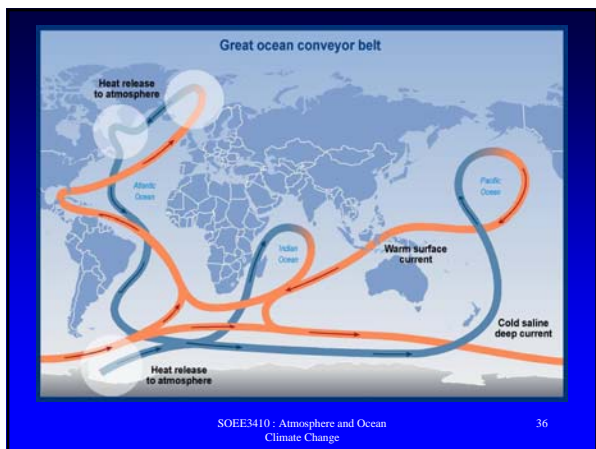 Great ocean conveyor belt
Heat release
to atmosphere
Atlantic
Ocean
Pacific
Ocean
Indian
Ocean
Warm surface
current
Cold saline
deep current
Heat release
to atmosphere
SOEE3410 : Atmosphere and Ocean
Climate Change
36